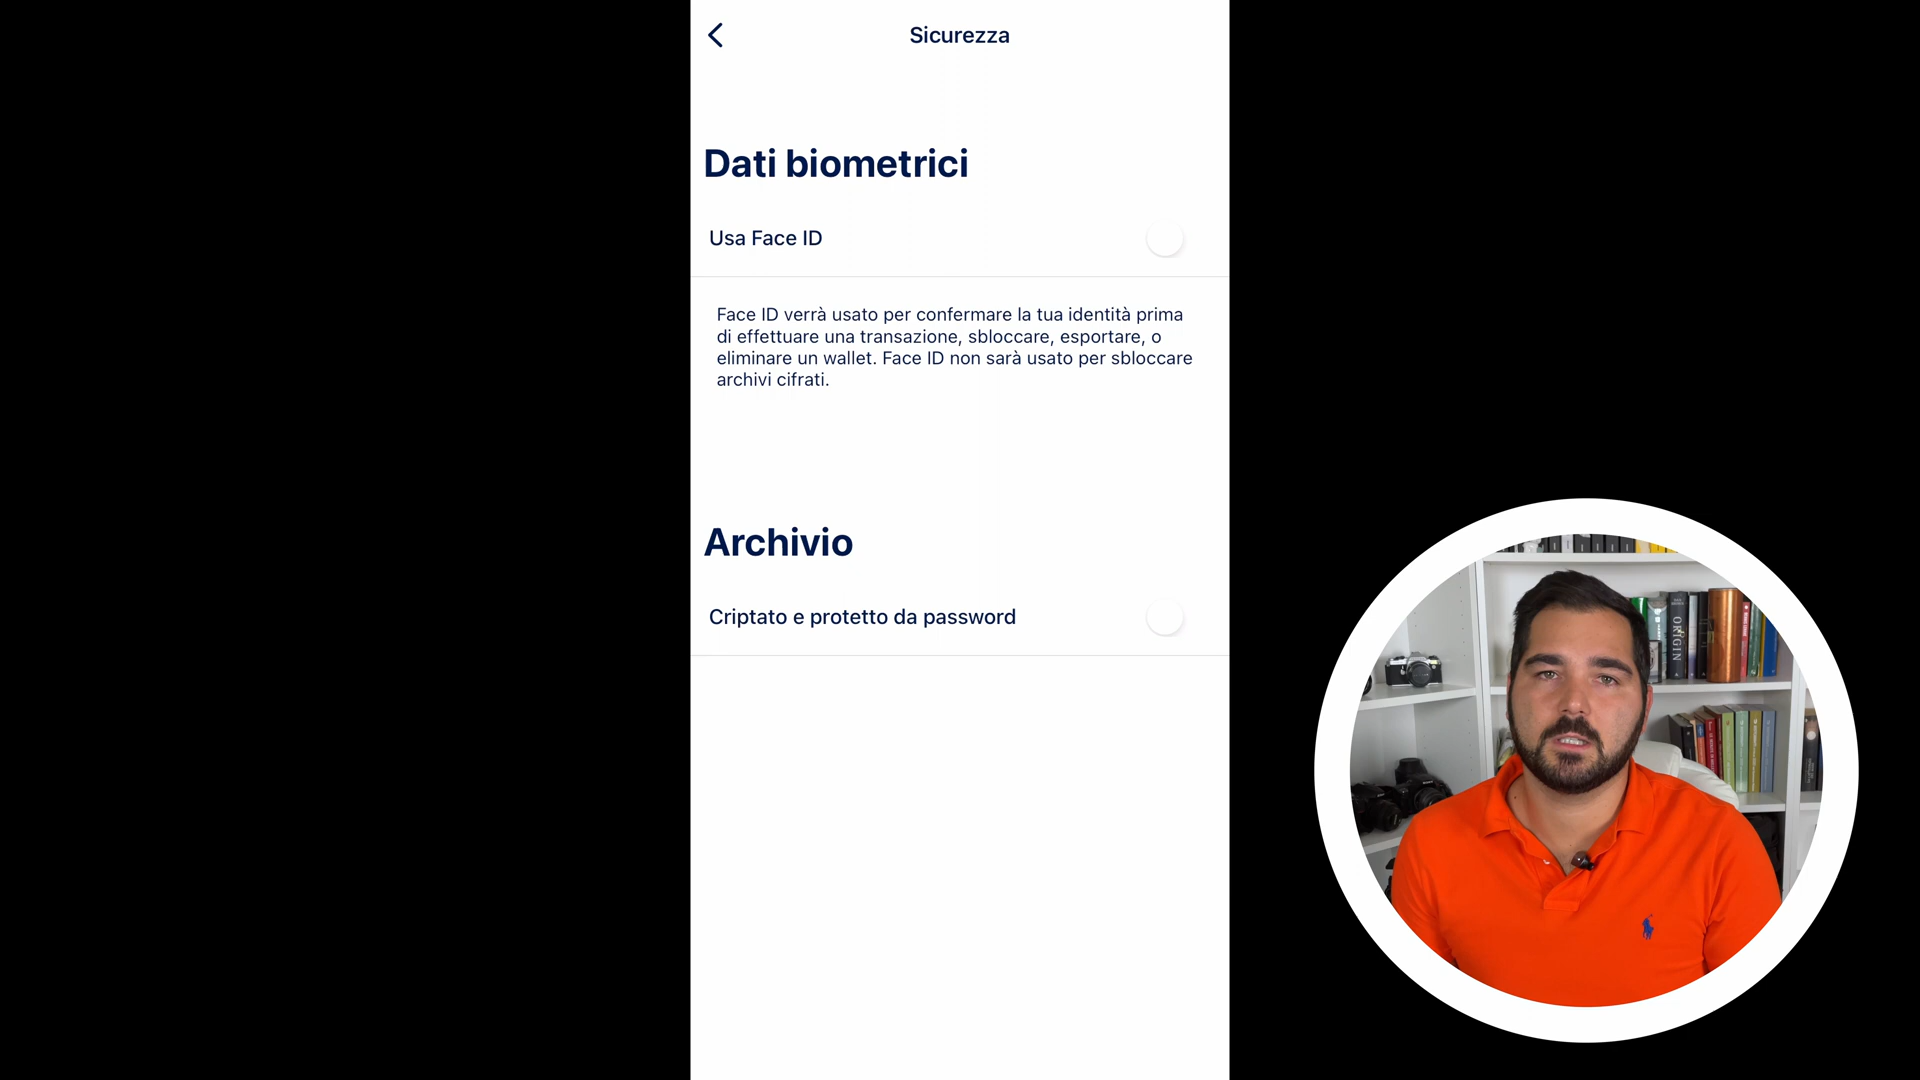 Sicurezza
Dati biometrici
Usa Face ID
Face ID verrà usato per confermare la tua identità prima
di effettuare una transazione, sbloccare, esportare, o
eliminare un wallet. Face ID non sarà usato per sbloccare
archivi cifrati.
Archivio
Criptato e protetto da password
ORIGIN